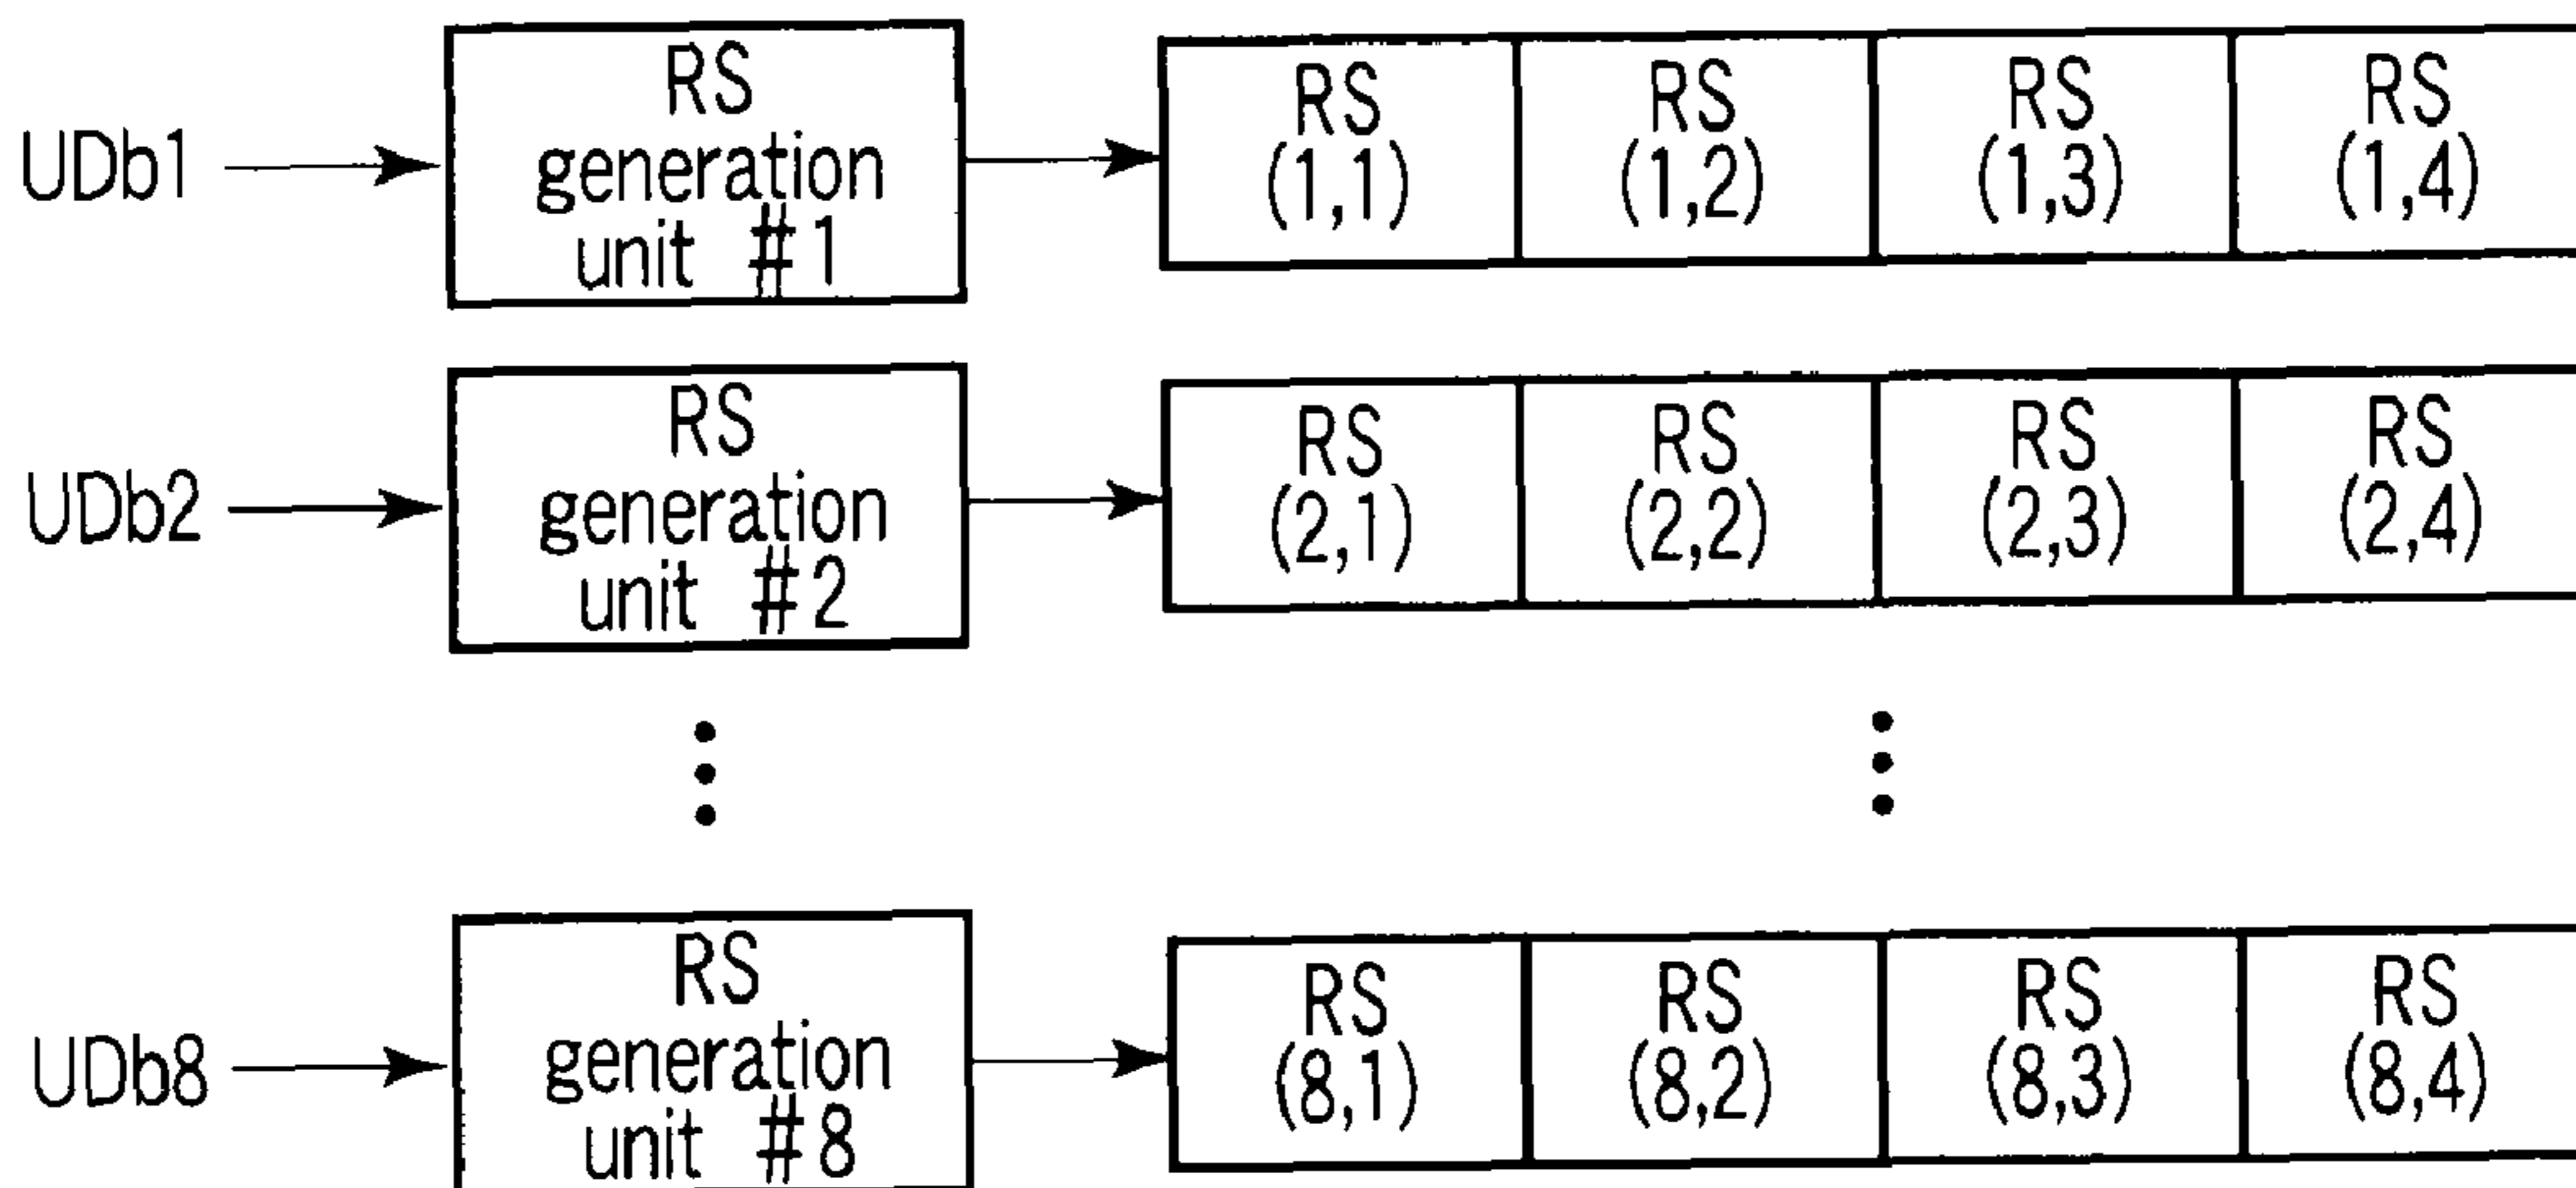 UDb1
RS
generation
unit #1
RS
(1,1)
RS
(1,2)
RS
(1,3)
RS
(1,4)
UDb2
RS
generation
unit #2
RS
(2,1)
RS
(2,2)
RS
(2,3)
RS
(2,4)
UDb8
RS
generation
unit #8
RS
(8,1)
RS
(8,2)
RS
(8,3)
RS
(8,4)